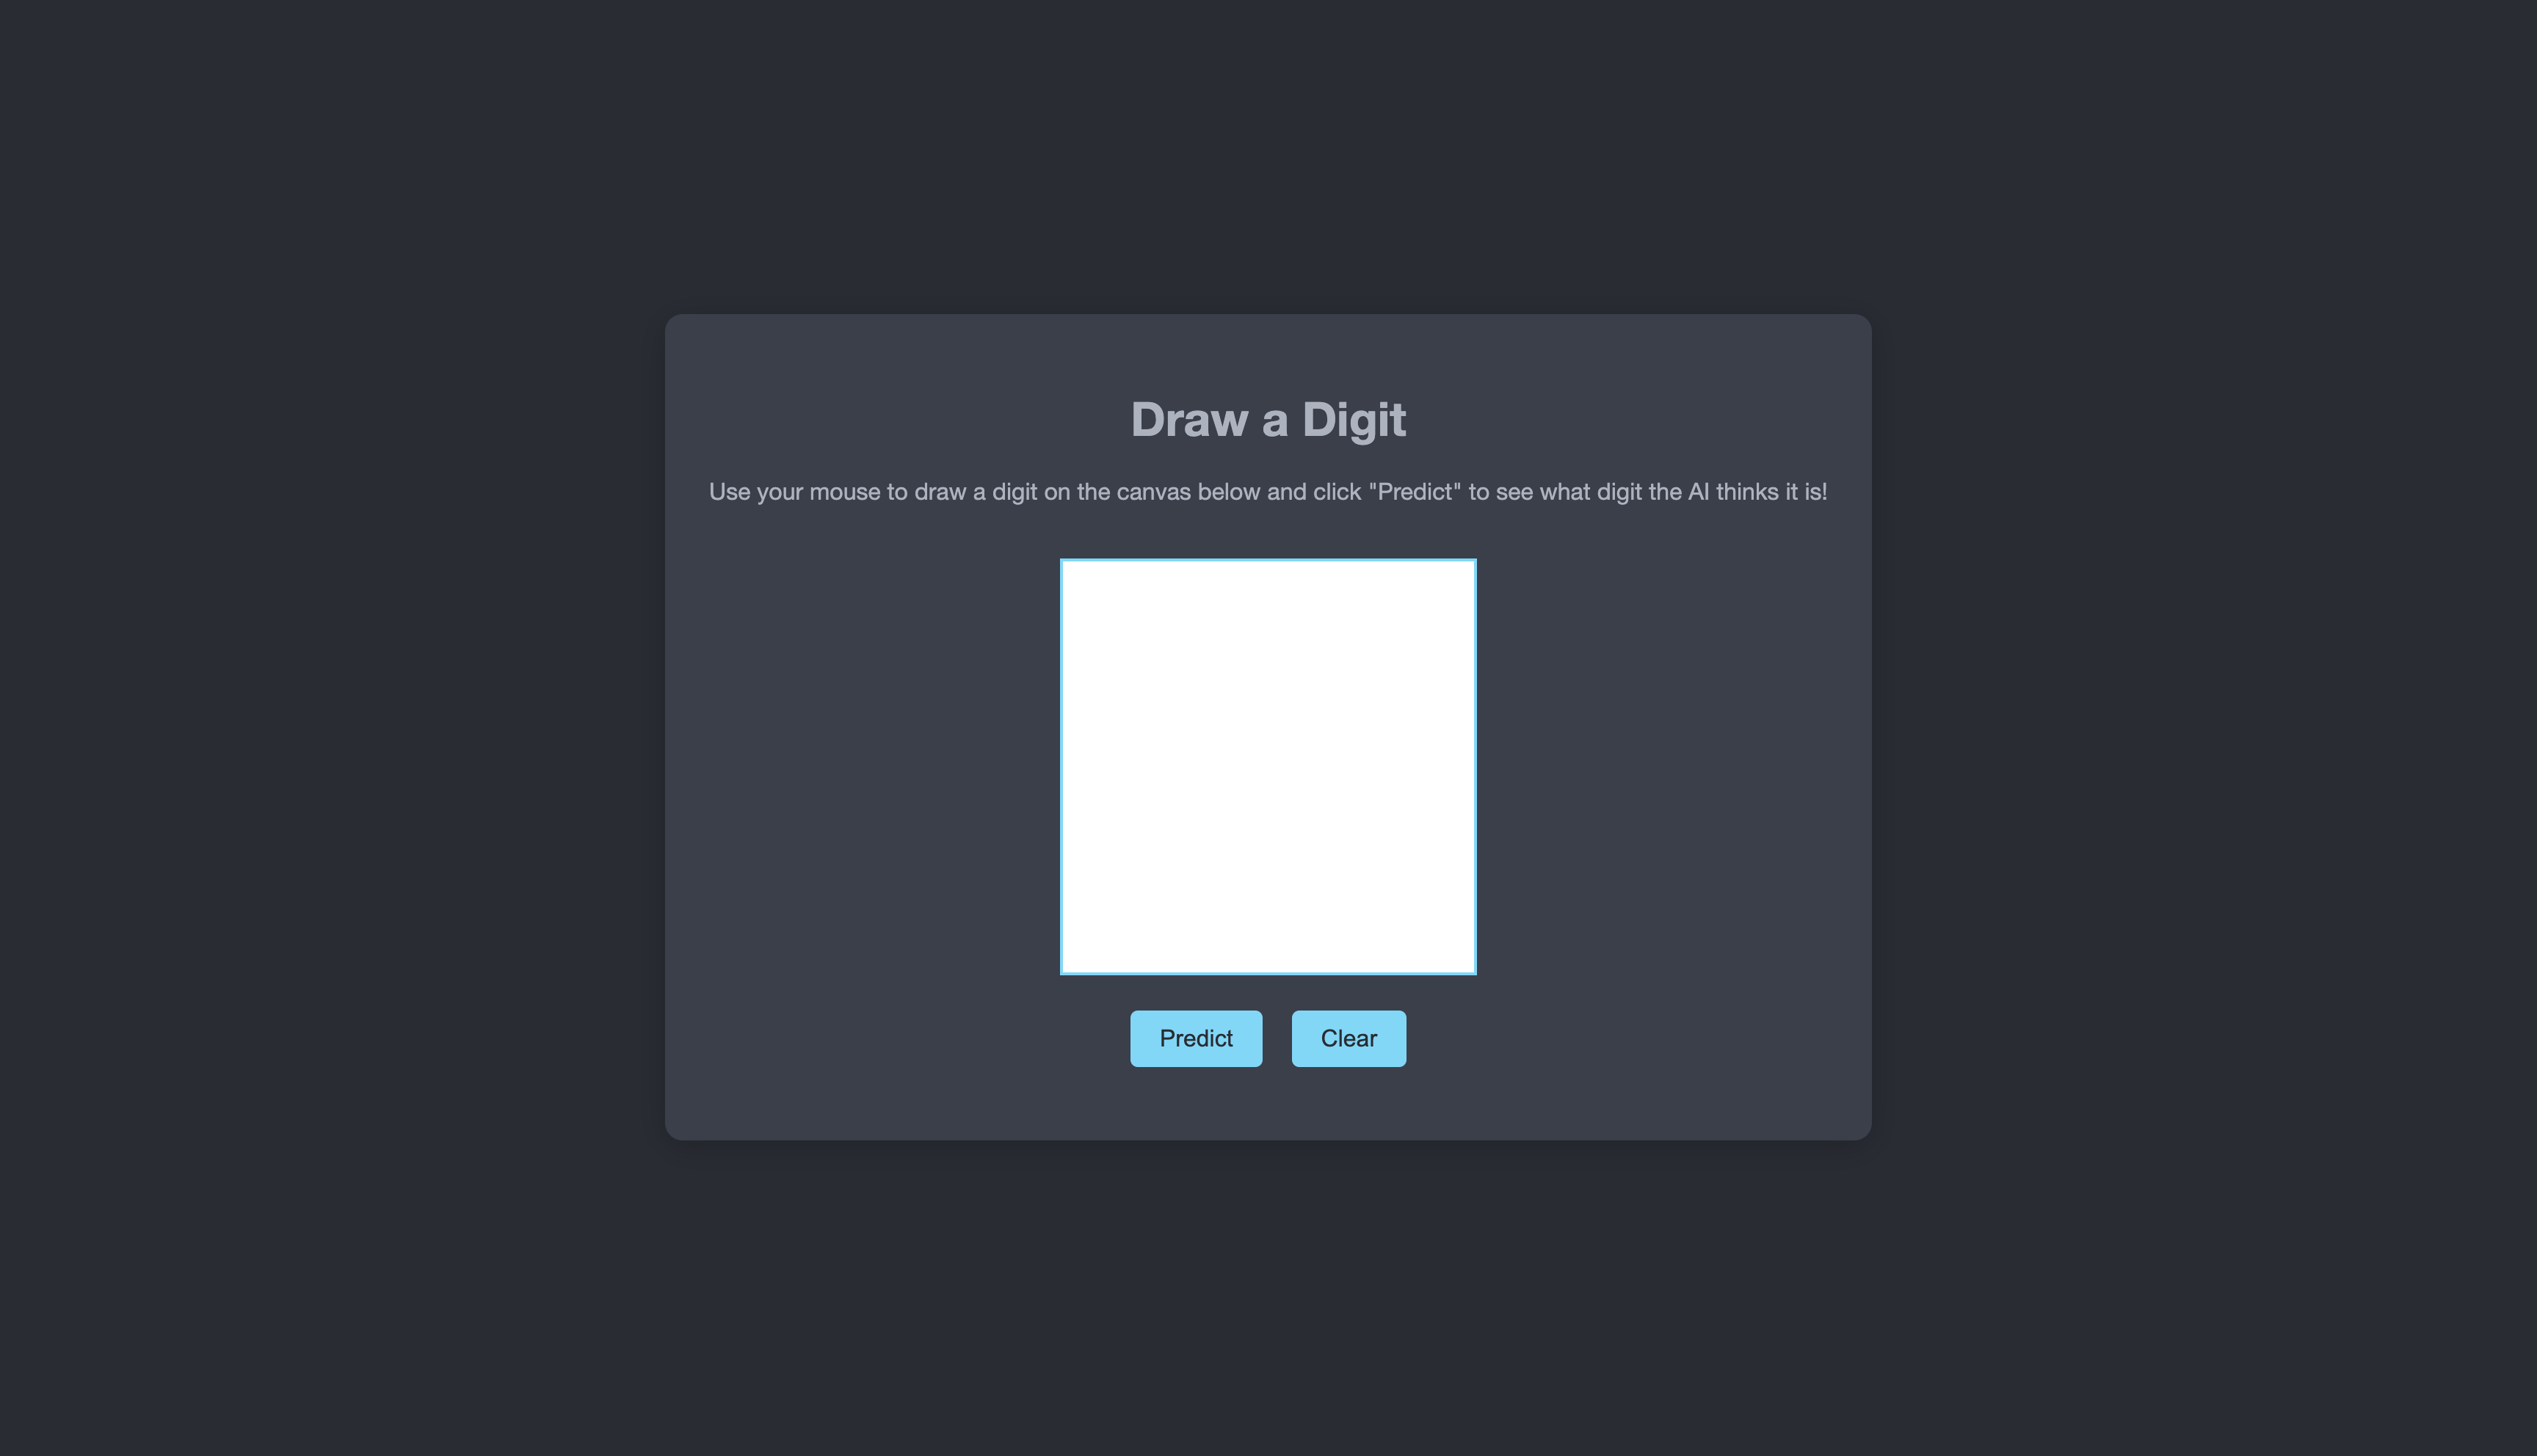 Draw a Digit
Use your mouse to draw a digit on the canvas below and click "Predict" to see what digit the AI thinks it is!
Predict
Clear